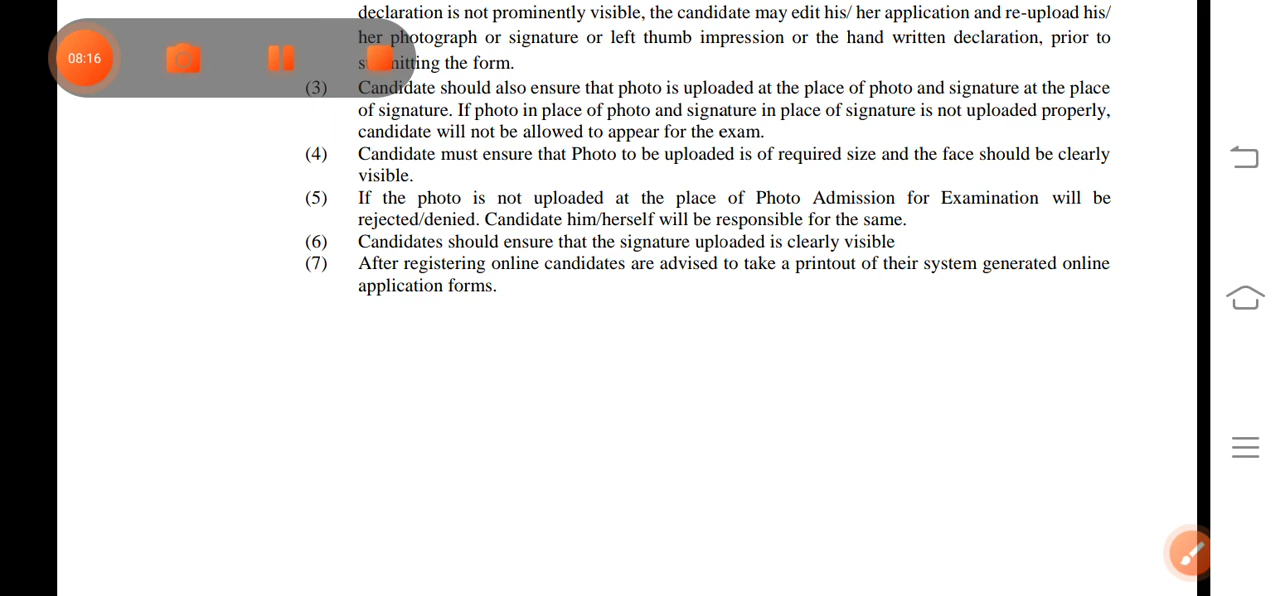 declaration is not prominently visible, the candidate may edit his/ her application and re-upload his/
08:16
her photograph or signature or left thumb impression or the hand written declaration, prior to
the form.
(3) Candidate should also ensure that photo is uploaded at the place of photo and signature at the place
of signature. If photo in place of photo and signature in place of signature is not uploaded properly,
candidate will not be allowed to appear for the exam.
(4) Candidate must ensure that Photo to be uploaded is of required size and the face should be clearly
visible.
(5) If the photo is not uploaded at the place of Photo Admission for Examination will be
rejected/denied. Candidate him/herself will be responsible for the same.
(6) Candidates should ensure that the signature uploaded is clearly visible
(7) After registering online candidates are advised to take a printout of their system generated online
application forms.